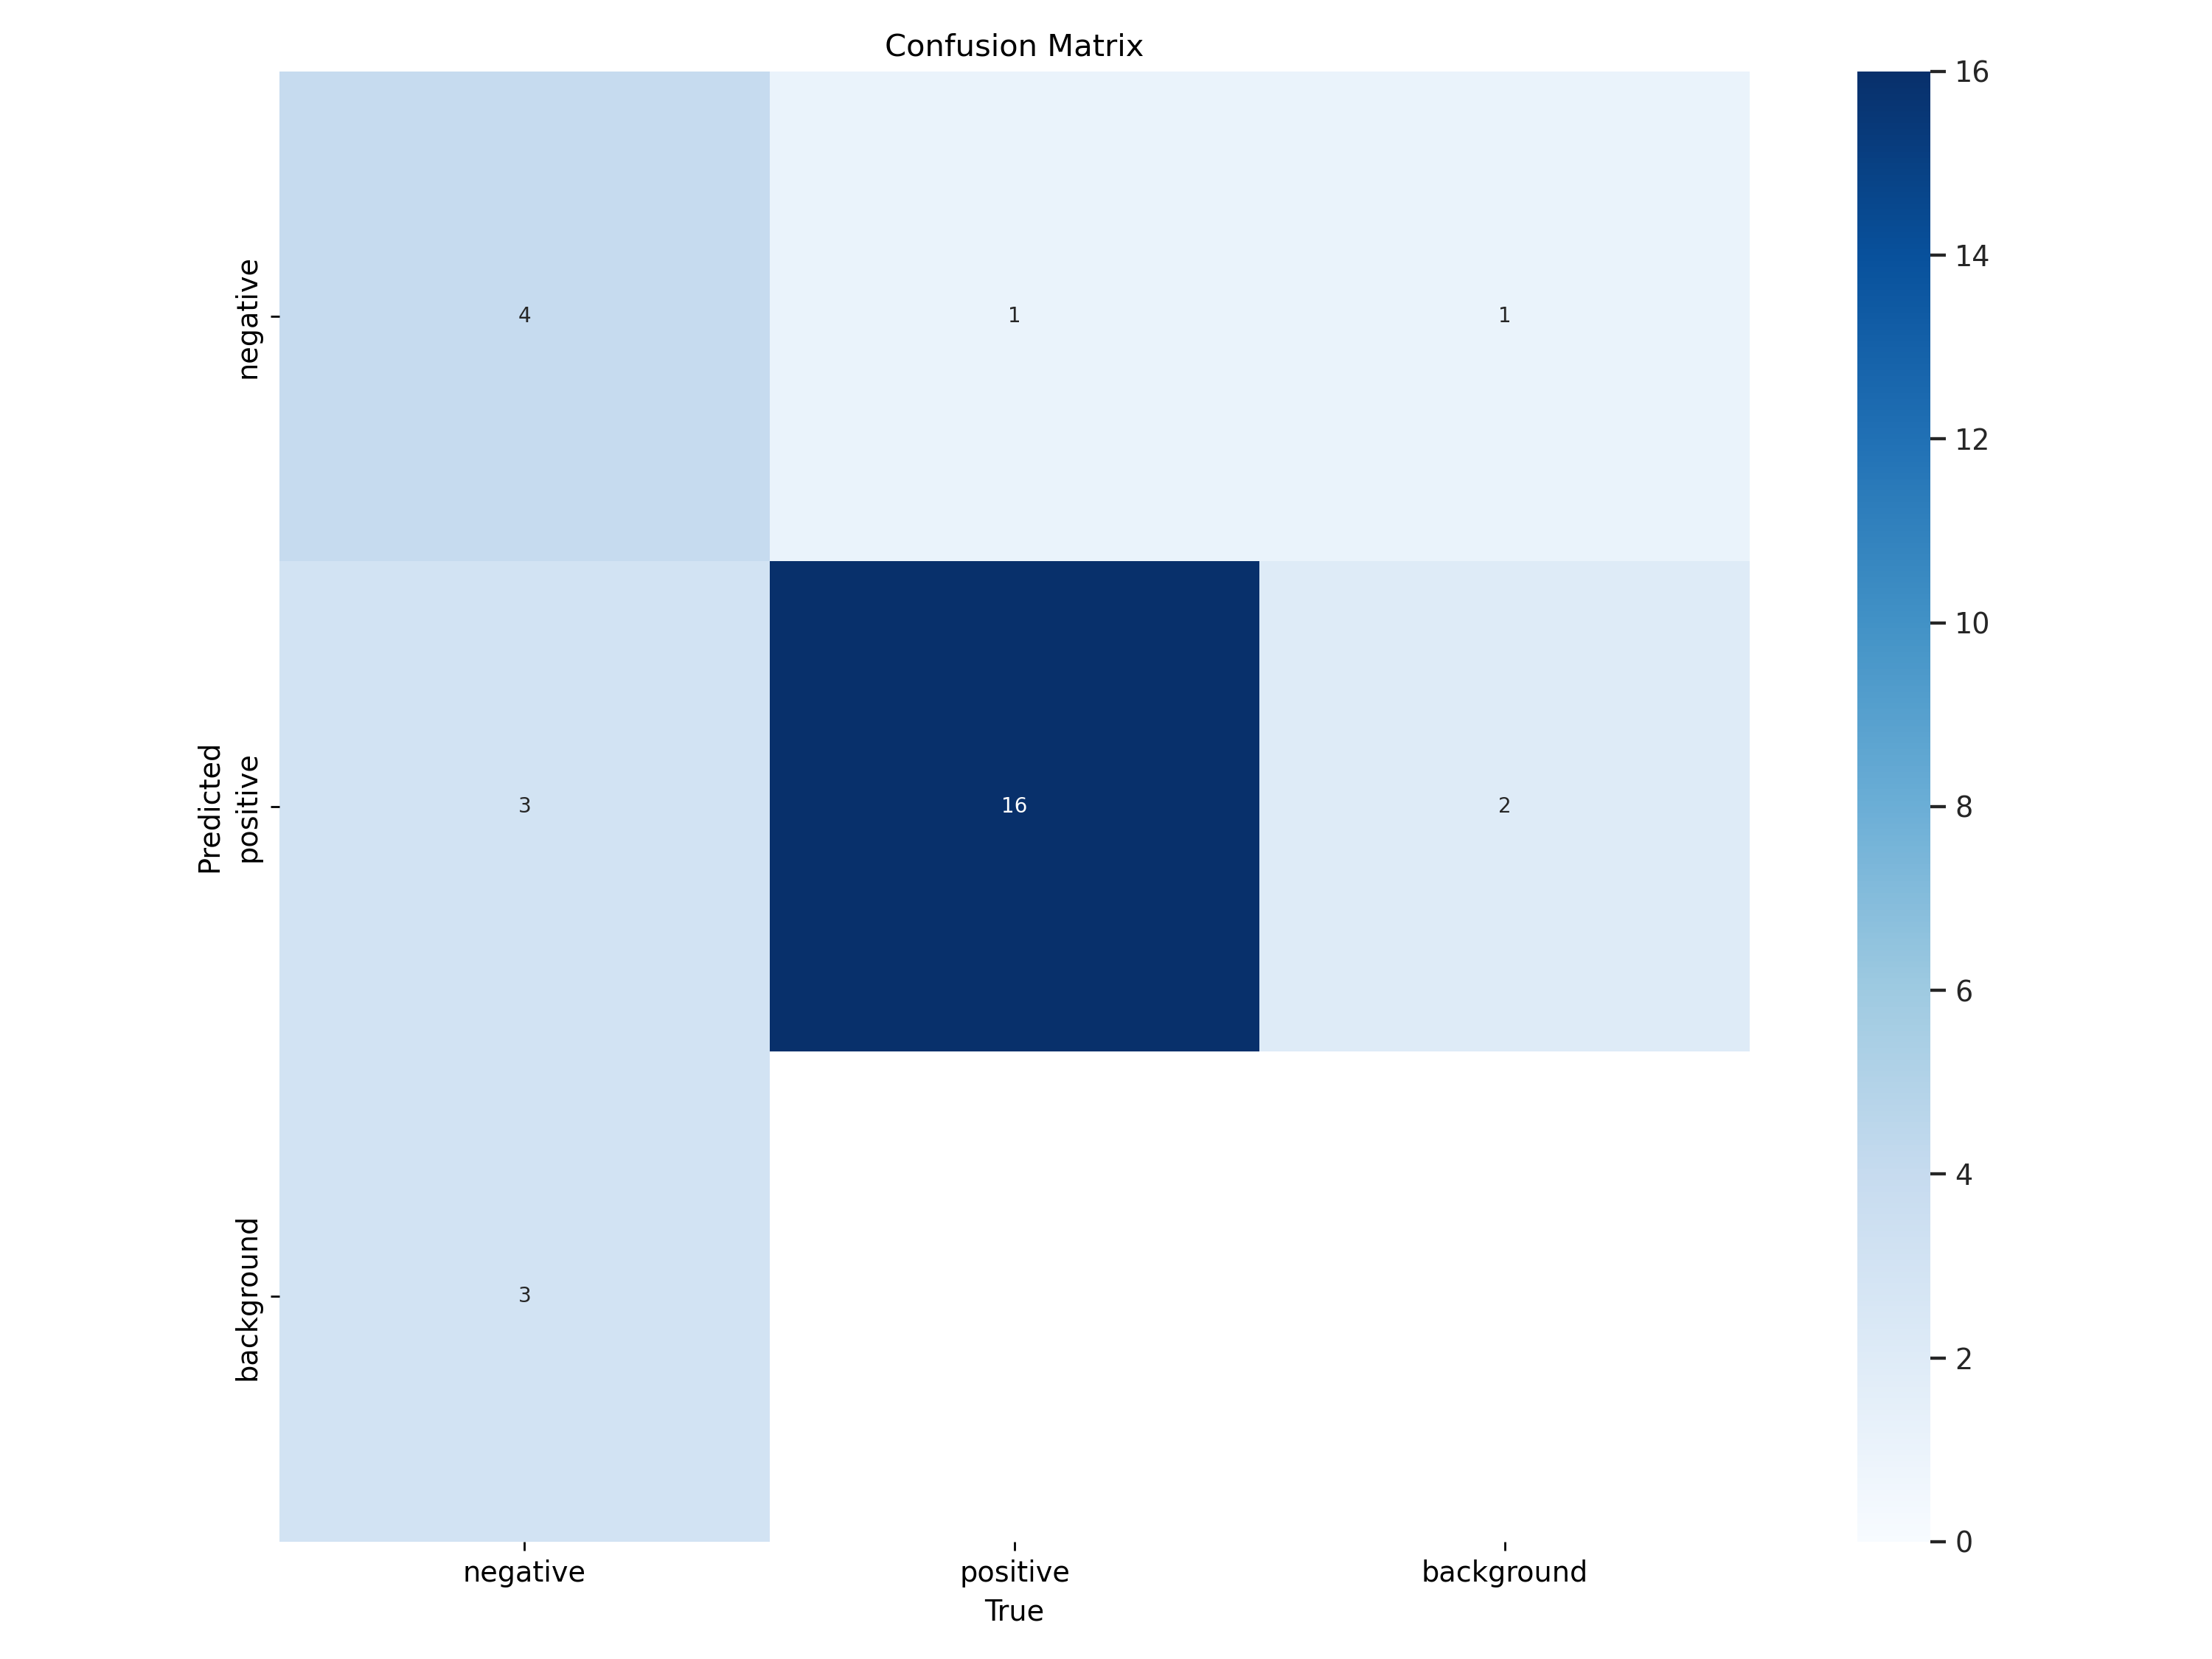 Confusion Matrix
negative
4
1
1
Predicted
positive
3
16
2
background
3
negative
positive
background
True
16
14
12
10
8
6
4
2
0